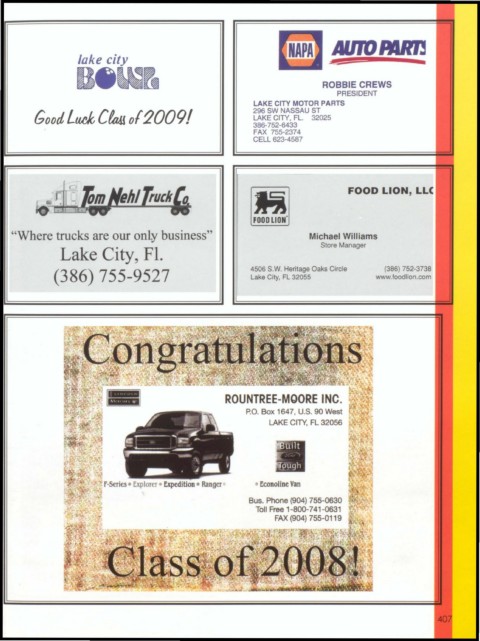 lake city
BOWL
Good Luck Class of 2009!
NAPA AUTO PARTS
ROBBIE CREWS
PRESIDENT
LAKE CITY MOTOR PARTS
296 SW NASSAU ST
LAKE CITY, FL. 32025
386-752-6433
FAX 755-2374
CELL 623-4587
Tom Nehl Truck Co.
“Where trucks are our only business”
Lake City, Fl.
(386) 755-9527
FOOD LION, LLC
FOOD LION
Michael Williams
Store Manager
4506 S.W. Heritage Oaks Circle
Lake City, FL 32055
(386) 752-3738
www.foodlion.com
Congratulations
ROUNTREE-MOORE INC.
P.O. Box 1647, U.S. 90 West
LAKE CITY, FL 32056
Built
Tough
F-Series • Explorer • Expedition • Ranger • • Econoline Van
Bus. Phone (904) 755-0630
Toll Free 1-800-741-0631
FAX (904) 755-0119
Class of 2008!
407